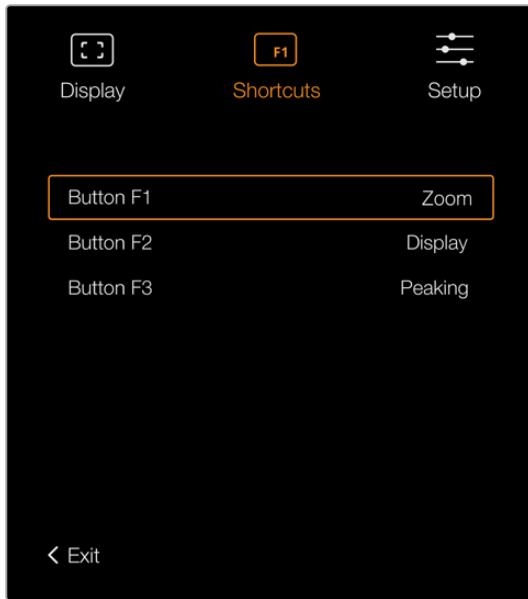 F1
Display Shortcuts Setup
Button F1 Zoom
Button F2 Display
Button F3 Peaking
Exit